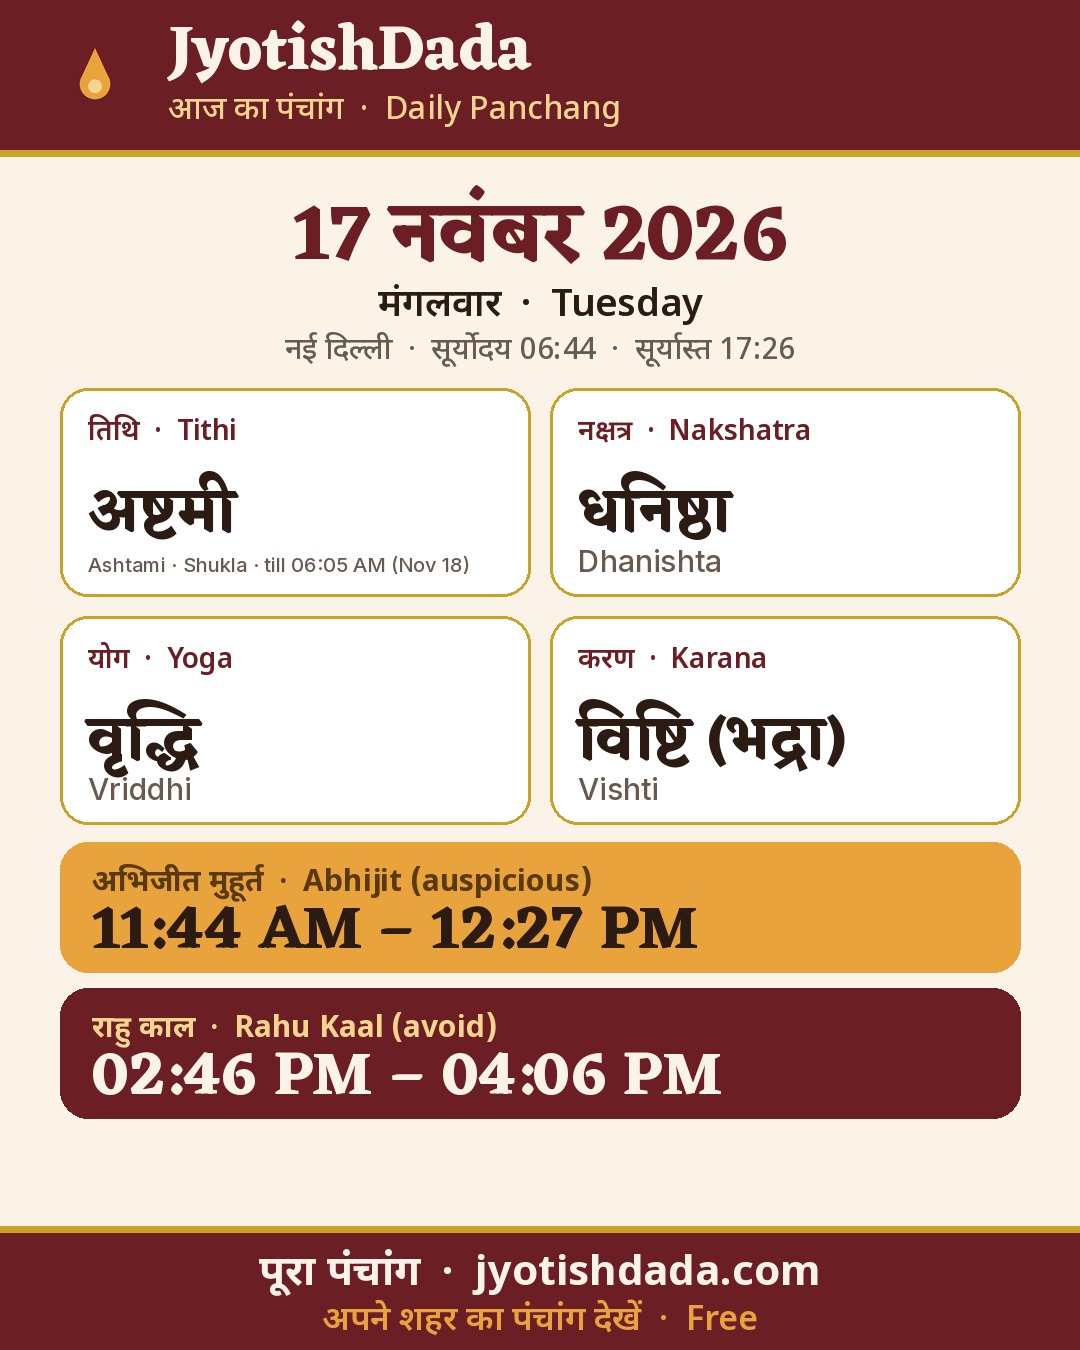 JyotishDada
आज का पंचांग · Daily Panchang
17 नवंबर 2026
मंगलवार · Tuesday
नई दिल्ली · सूर्योदय 06:44 · सूर्यास्त 17:26
तिथि · Tithi
अष्टमी
Ashtami · Shukla · till 06:05 AM (Nov 18)
नक्षत्र · Nakshatra
धनिष्ठा
Dhanishta
योग · Yoga
वृद्धि
Vriddhi
करण · Karana
विष्टि (भद्रा)
Vishti
अभिजीत मुहूर्त · Abhijit (auspicious)
11:44 AM – 12:27 PM
राहु काल · Rahu Kaal (avoid)
02:46 PM – 04:06 PM
पूरा पंचांग · jyotishdada.com
अपने शहर का पंचांग देखें · Free